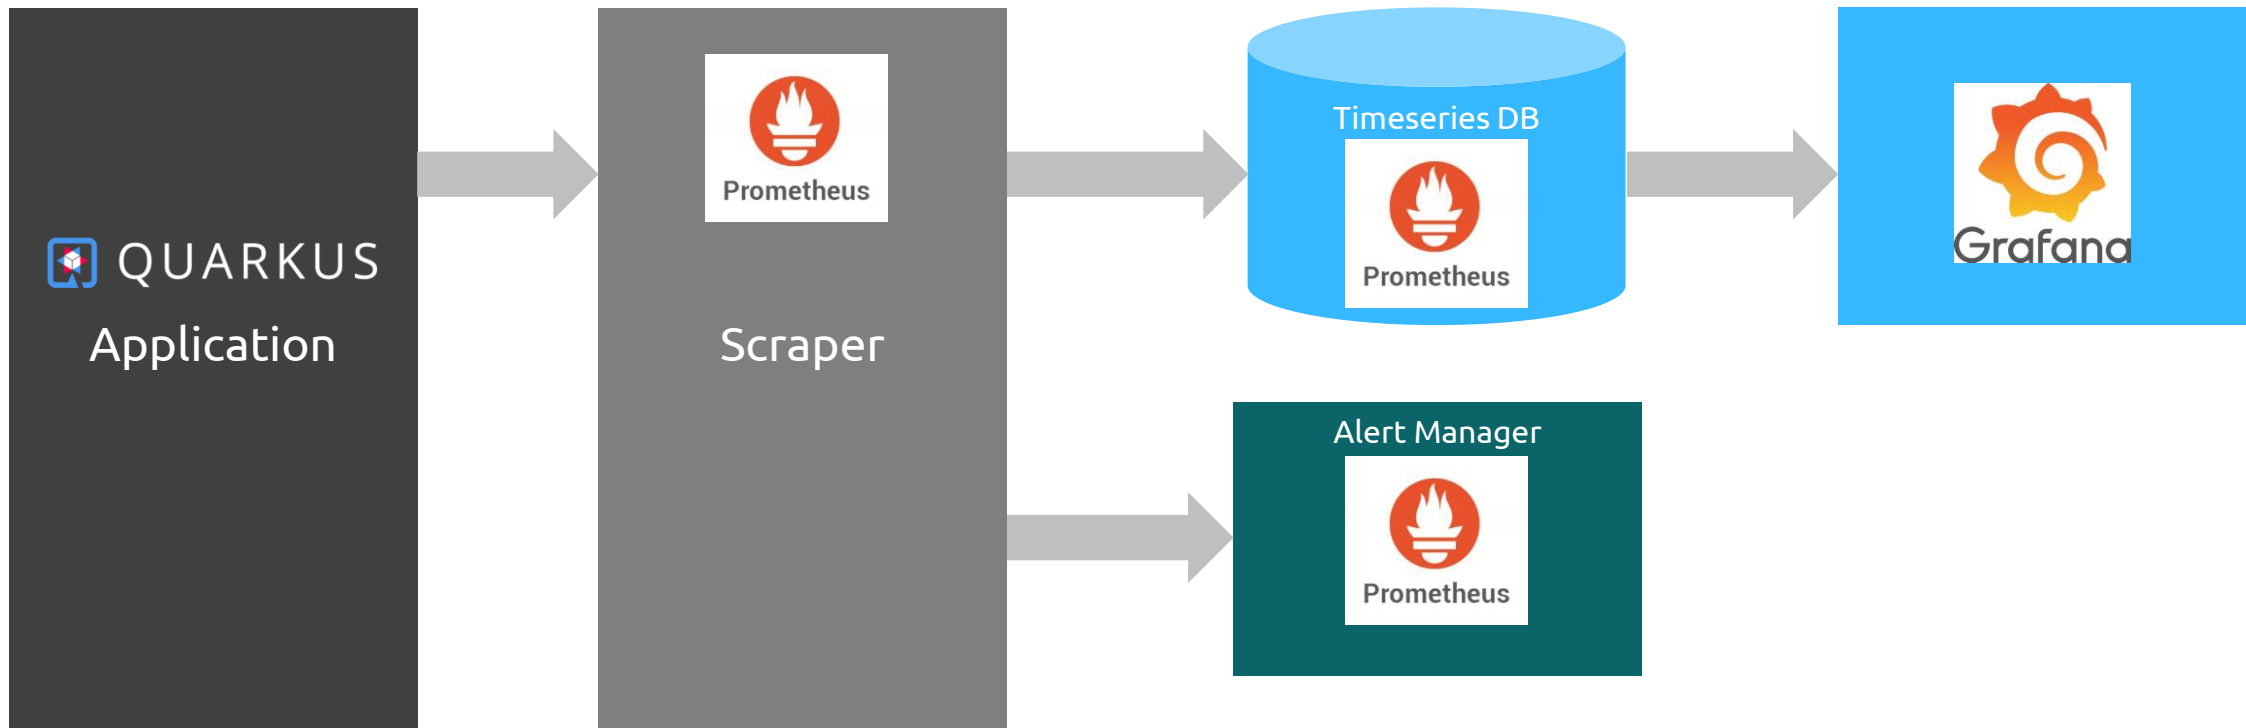 QUARKUS
Application
Prometheus
Scraper
Timeseries DB
Prometheus
Grafana
Alert Manager
Prometheus